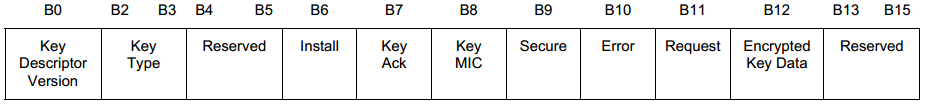 B0 B2 B3 B4 B5 B6 B7 B8 B9 B10 B11 B12 B13 B15
Key Descriptor Version
Key Type
Reserved
Install
Key Ack
Key MIC
Secure
Error
Request
Encrypted Key Data
Reserved